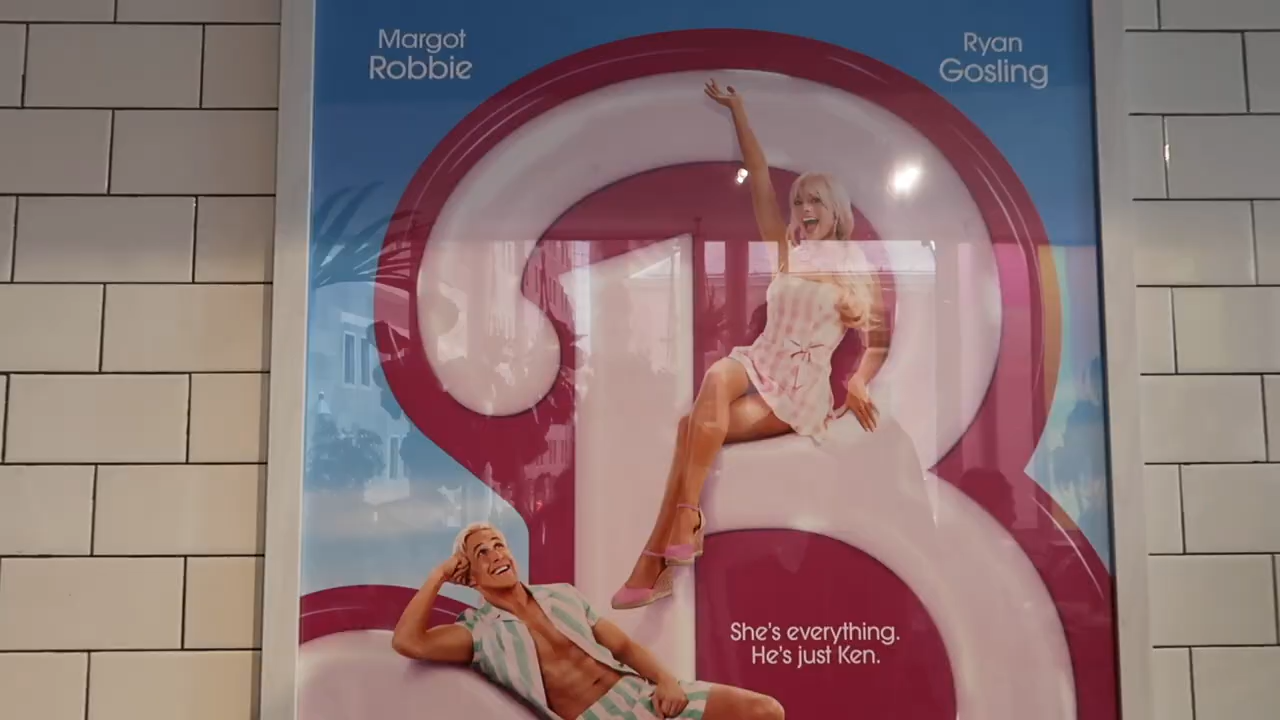 Margot
Robbie
Ryan
Gosling
B
She's everything.
He's just Ken.